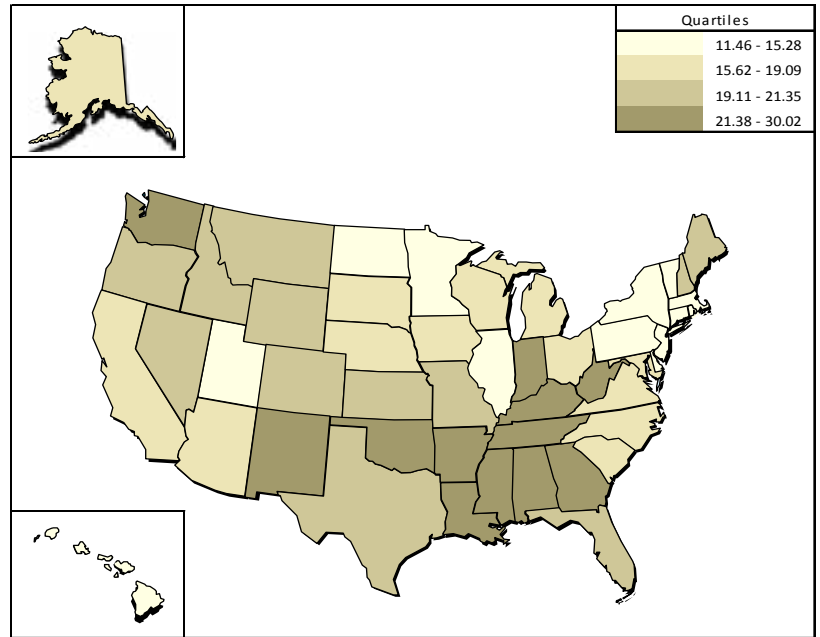 Quartiles
11.46 - 15.28
15.62 - 19.09
19.11 - 21.35
21.38 - 30.02